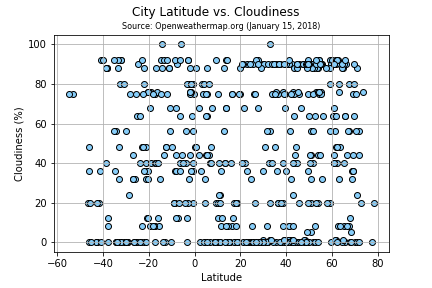 City Latitude vs. Cloudiness
Source: Openweathermap.org (January 15, 2018)
100
80
60
40
20
0
Cloudiness (%)
−60 −40 −20 0 20 40 60 80
Latitude